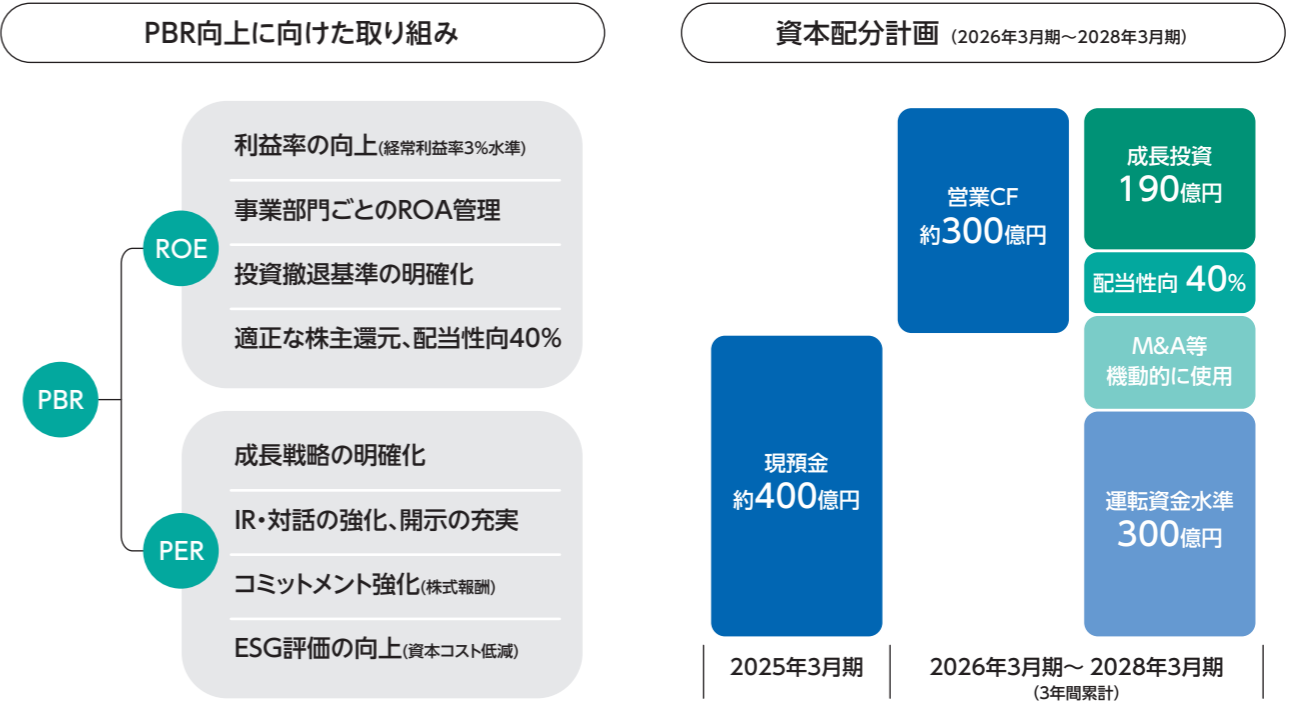 PBR向上に向けた取り組み
PBR
ROE
利益率の向上(経常利益率3%水準)
事業部門ごとのROA管理
投資撤退基準の明確化
適正な株主還元、配当性向40%
PER
成長戦略の明確化
IR・対話の強化、開示の充実
コミットメント強化(株式報酬)
ESG評価の向上(資本コスト低減)
資本配分計画（2026年3月期～2028年3月期）
現預金
約400億円
営業CF
約300億円
成長投資
190億円
配当性向 40%
M&A等
機動的に使用
運転資金水準
300億円
2025年3月期
2026年3月期～ 2028年3月期
(3年間累計)